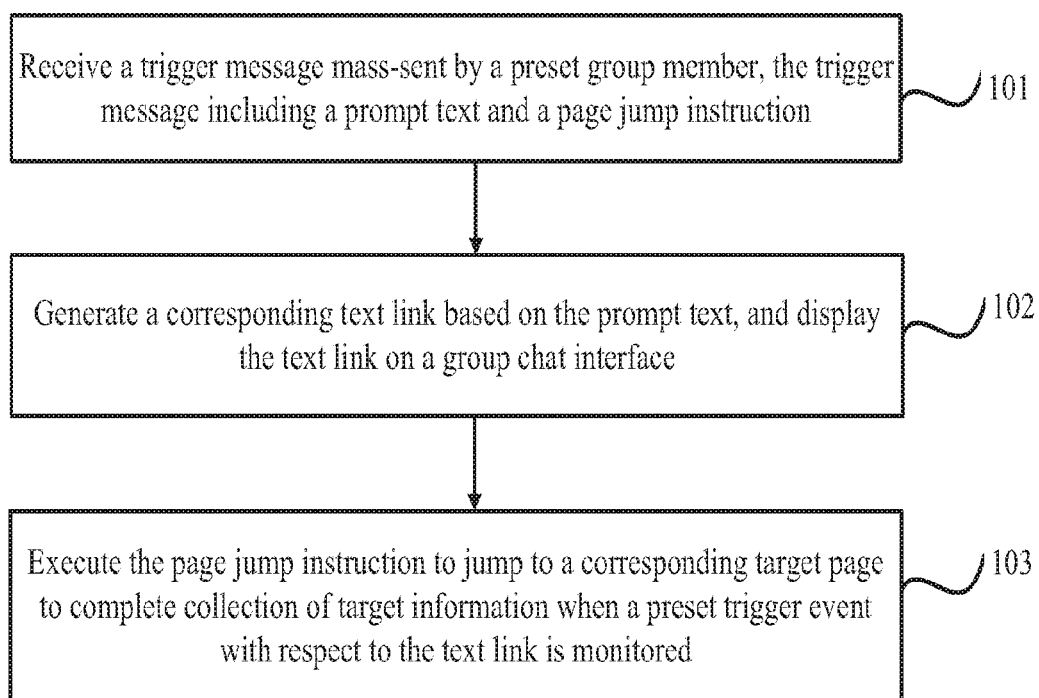 Receive a trigger message mass-sent by a preset group member, the trigger
message including a prompt text and a page jump instruction
101
Generate a corresponding text link based on the prompt text, and display
the text link on a group chat interface
102
Execute the page jump instruction to jump to a corresponding target page
to complete collection of target information when a preset trigger event
with respect to the text link is monitored
103